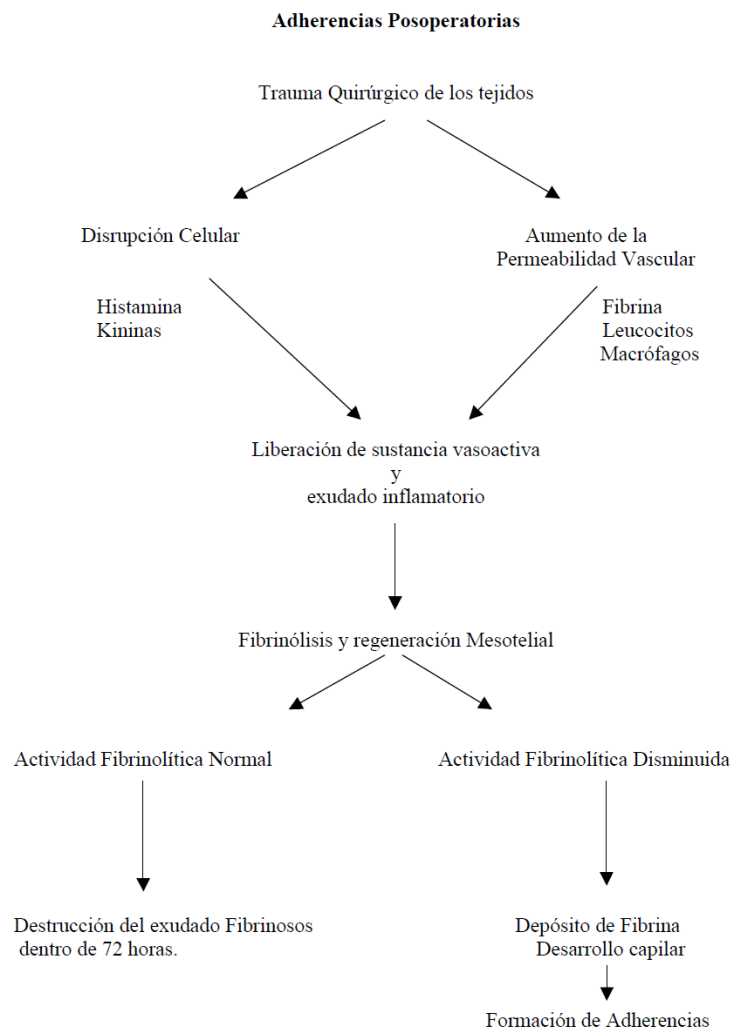 Adherencias Posoperatorias
Trauma Quirúrgico de los tejidos
Disrupción Celular
Aumento de la
Permeabilidad Vascular
Histamina
Kininas
Fibrina
Leucocitos
Macrófagos
Liberación de sustancia vasoactiva
y
exudado inflamatorio
Fibrinólisis y regeneración Mesotelial
Actividad Fibrinolítica Normal
Actividad Fibrinolítica Disminuida
Destrucción del exudado Fibrinosos
dentro de 72 horas.
Depósito de Fibrina
Desarrollo capilar
Formación de Adherencias